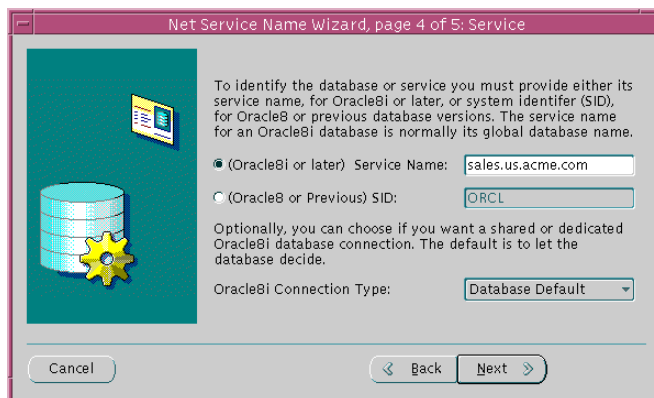 Net Service Name Wizard, page 4 of 5: Service
To identify the database or service you must provide either its
service name, for Oracle8i or later, or system identifer (SID),
for Oracle8 or previous database versions. The service name
for an Oracle8i database is normally its global database name.
(Oracle8i or later) Service Name: sales.us.acme.com
(Oracle8 or Previous) SID: ORCL
Optionally, you can choose if you want a shared or dedicated
Oracle8i database connection. The default is to let the
database decide.
Oracle8i Connection Type: Database Default
Cancel Back Next